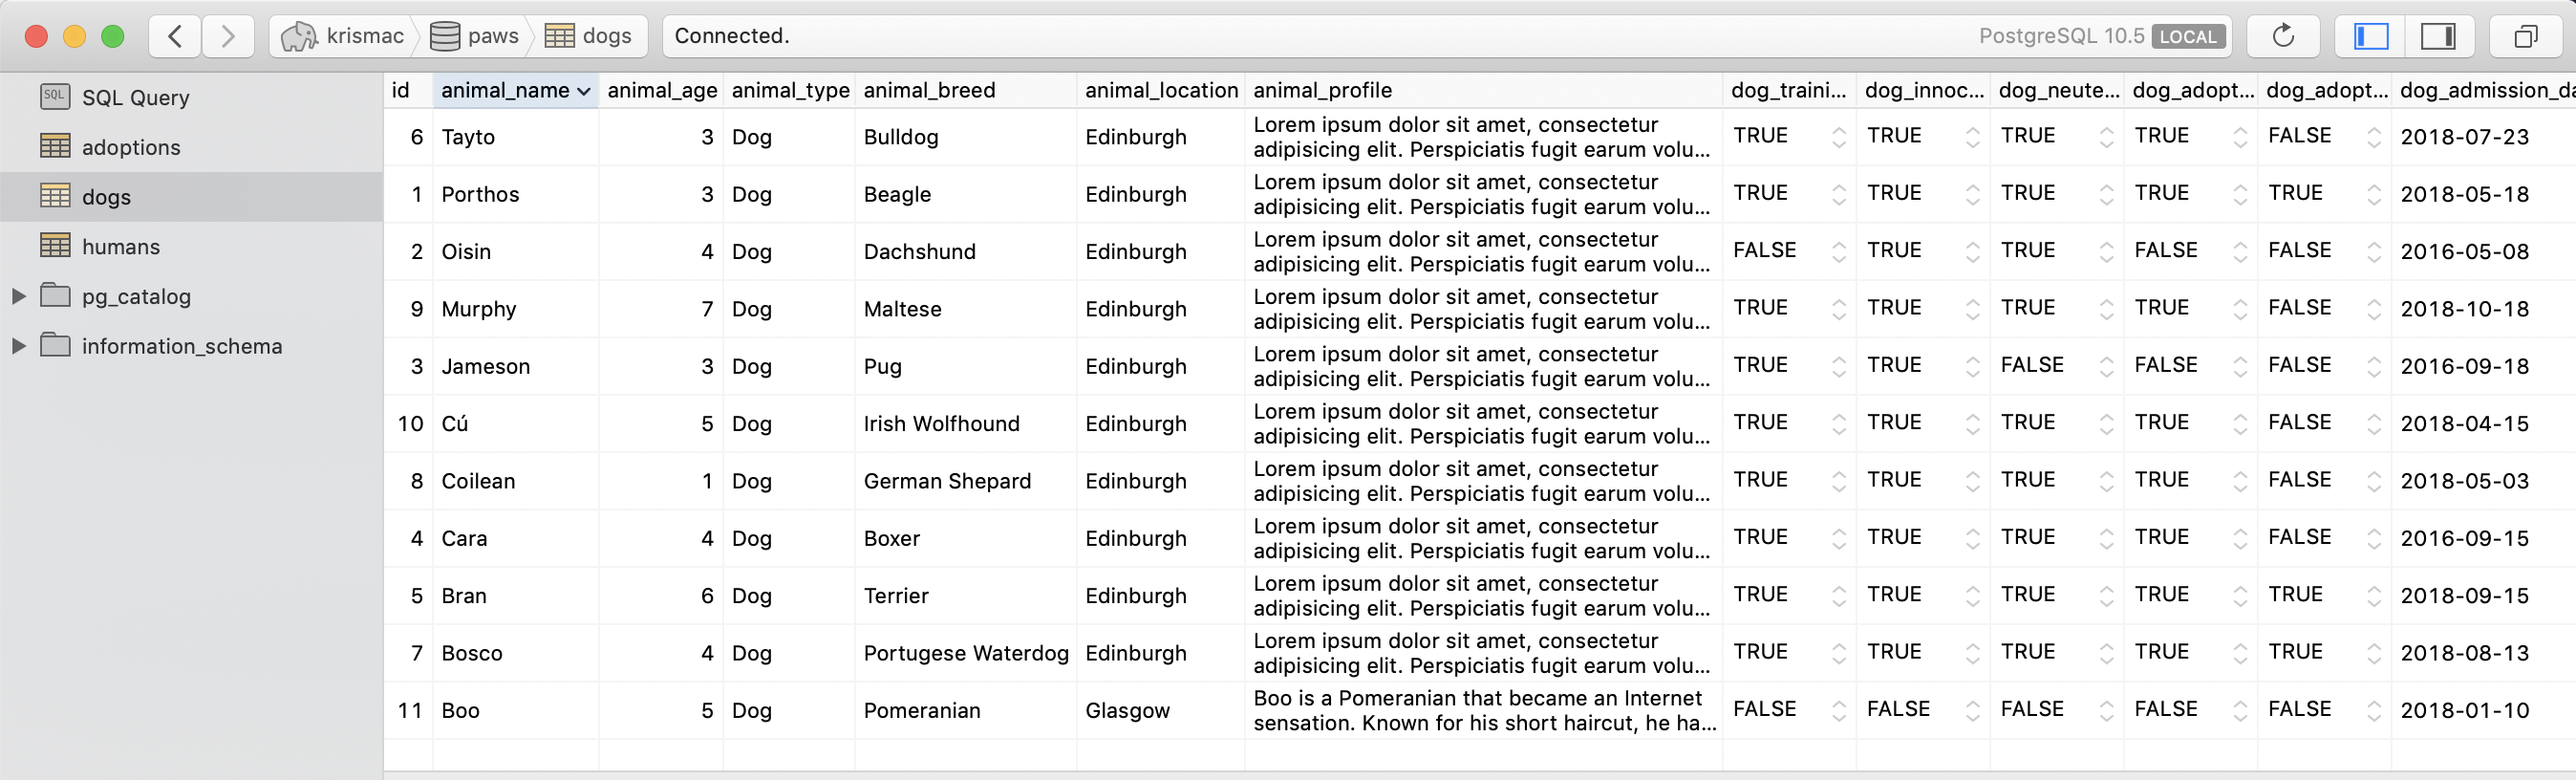 krismac paws dogs Connected. PostgreSQL 10.5 LOCAL
SQL SQL Query
adoptions
dogs
humans
pg_catalog
information_schema
id animal_name animal_age animal_type animal_breed animal_location animal_profile dog_traini... dog_innoc... dog_neute... dog_adopt... dog_adopt... dog_admission_da
6 Tayto 3 Dog Bulldog Edinburgh Lorem ipsum dolor sit amet, consectetur TRUE TRUE TRUE TRUE FALSE 2018-07-23
adipisicing elit. Perspiciatis fugit earum volu...
1 Porthos 3 Dog Beagle Edinburgh Lorem ipsum dolor sit amet, consectetur TRUE TRUE TRUE TRUE TRUE 2018-05-18
adipisicing elit. Perspiciatis fugit earum volu...
2 Oisin 4 Dog Dachshund Edinburgh Lorem ipsum dolor sit amet, consectetur FALSE TRUE TRUE FALSE FALSE 2016-05-08
adipisicing elit. Perspiciatis fugit earum volu...
9 Murphy 7 Dog Maltese Edinburgh Lorem ipsum dolor sit amet, consectetur TRUE TRUE TRUE TRUE FALSE 2018-10-18
adipisicing elit. Perspiciatis fugit earum volu...
3 Jameson 3 Dog Pug Edinburgh Lorem ipsum dolor sit amet, consectetur TRUE TRUE FALSE FALSE FALSE 2016-09-18
adipisicing elit. Perspiciatis fugit earum volu...
10 Cú 5 Dog Irish Wolfhound Edinburgh Lorem ipsum dolor sit amet, consectetur TRUE TRUE TRUE TRUE FALSE 2018-04-15
adipisicing elit. Perspiciatis fugit earum volu...
8 Coilean 1 Dog German Shepard Edinburgh Lorem ipsum dolor sit amet, consectetur TRUE TRUE TRUE TRUE FALSE 2018-05-03
adipisicing elit. Perspiciatis fugit earum volu...
4 Cara 4 Dog Boxer Edinburgh Lorem ipsum dolor sit amet, consectetur TRUE TRUE TRUE TRUE FALSE 2016-09-15
adipisicing elit. Perspiciatis fugit earum volu...
5 Bran 6 Dog Terrier Edinburgh Lorem ipsum dolor sit amet, consectetur TRUE TRUE TRUE TRUE TRUE 2018-09-15
adipisicing elit. Perspiciatis fugit earum volu...
7 Bosco 4 Dog Portugese Waterdog Edinburgh Lorem ipsum dolor sit amet, consectetur TRUE TRUE TRUE TRUE TRUE 2018-08-13
adipisicing elit. Perspiciatis fugit earum volu...
11 Boo 5 Dog Pomeranian Glasgow Boo is a Pomeranian that became an Internet FALSE FALSE FALSE FALSE FALSE 2018-01-10
sensation. Known for his short haircut, he ha...